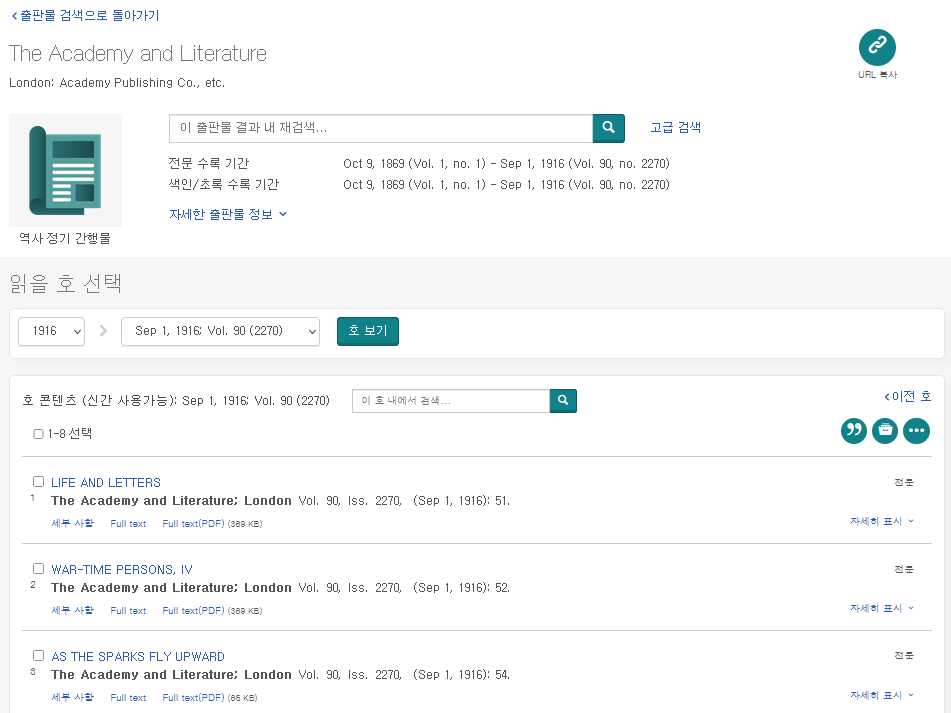 출판물 검색으로 돌아가기
The Academy and Literature
London: Academy Publishing Co., etc.
URL 복사
이 출판물 결과 내 재검색...
고급 검색
전문 수록 기간 Oct 9, 1869 (Vol. 1, no. 1) - Sep 1, 1916 (Vol. 90, no. 2270)
색인/초록 수록 기간 Oct 9, 1869 (Vol. 1, no. 1) - Sep 1, 1916 (Vol. 90, no. 2270)
자세한 출판물 정보
역사 정기 간행물
읽을 호 선택
1916 Sep 1, 1916; Vol. 90 (2270) 호 보기
호 콘텐츠 (신간 사용가능): Sep 1, 1916; Vol. 90 (2270) 이 호 내에서 검색... 이전 호
1-8 선택
LIFE AND LETTERS 전문
1 The Academy and Literature; London Vol. 90, Iss. 2270, (Sep 1, 1916): 51.
세부 사항 Full text Full text(PDF) (369 KB) 자세히 표시
WAR-TIME PERSONS, IV 전문
2 The Academy and Literature; London Vol. 90, Iss. 2270, (Sep 1, 1916): 52.
세부 사항 Full text Full text(PDF) (369 KB) 자세히 표시
AS THE SPARKS FLY UPWARD 전문
3 The Academy and Literature; London Vol. 90, Iss. 2270, (Sep 1, 1916): 54.
세부 사항 Full text Full text(PDF) (65 KB) 자세히 표시